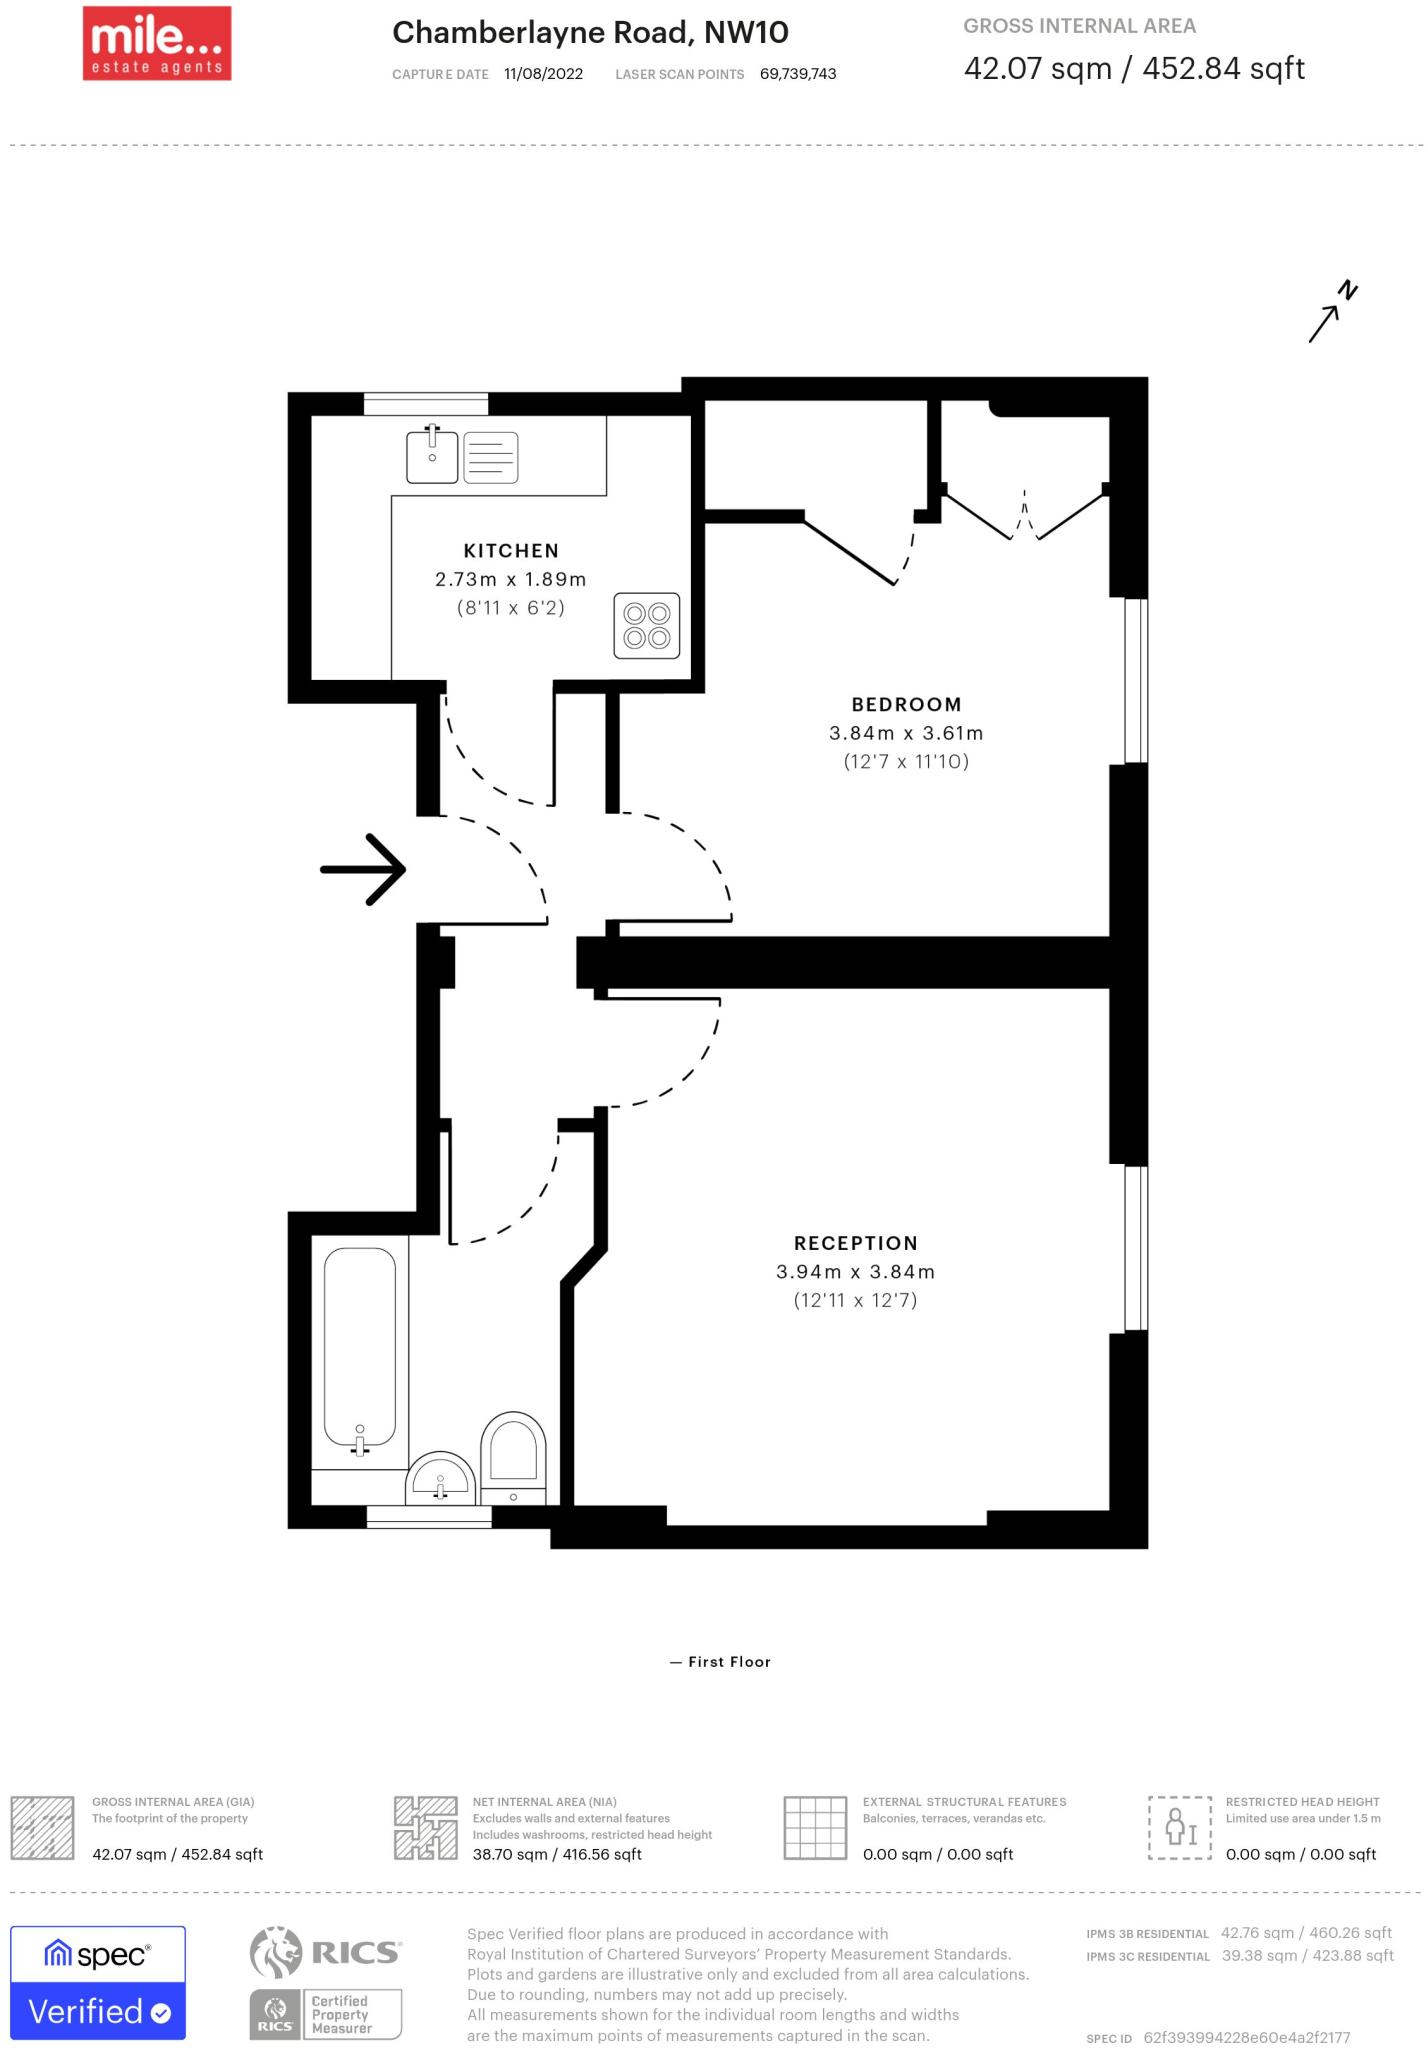 mile...
estate agents
Chamberlayne Road, NW10
CAPTURE DATE 11/08/2022 LASER SCAN POINTS 69,739,743
GROSS INTERNAL AREA
42.07 sqm / 452.84 sqft
N
KITCHEN
2.73m x 1.89m
(8'11 x 6'2)
BEDROOM
3.84m x 3.61m
(12'7 x 11'10)
RECEPTION
3.94m x 3.84m
(12'11 x 12'7)
— First Floor
GROSS INTERNAL AREA (GIA)
The footprint of the property
42.07 sqm / 452.84 sqft
NET INTERNAL AREA (NIA)
Excludes walls and external features
Includes washrooms, restricted head height
38.70 sqm / 416.56 sqft
EXTERNAL STRUCTURAL FEATURES
Balconies, terraces, verandas etc.
0.00 sqm / 0.00 sqft
RESTRICTED HEAD HEIGHT
Limited use area under 1.5 m
0.00 sqm / 0.00 sqft
spec®
Verified
RICS
RICS
Certified
Property
Measurer
Spec Verified floor plans are produced in accordance with
Royal Institution of Chartered Surveyors’ Property Measurement Standards.
Plots and gardens are illustrative only and excluded from all area calculations.
Due to rounding, numbers may not add up precisely.
All measurements shown for the individual room lengths and widths
are the maximum points of measurements captured in the scan.
IPMS 3B RESIDENTIAL 42.76 sqm / 460.26 sqft
IPMS 3C RESIDENTIAL 39.38 sqm / 423.88 sqft
SPEC ID 62f393994228e60e4a2f2177